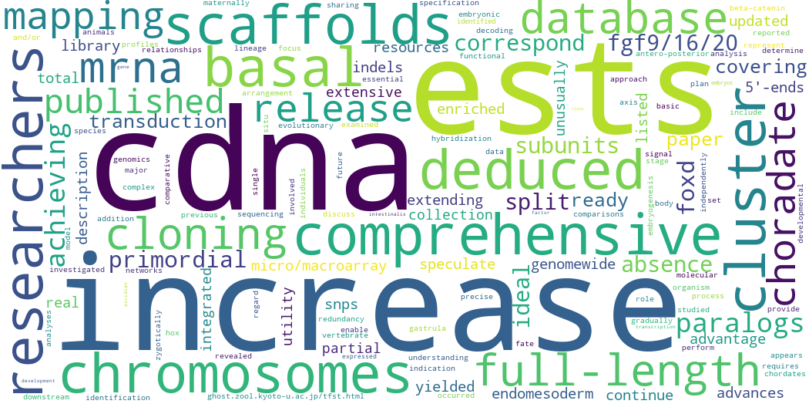 maternally
sharing
specification
beta-catenin
animals
profiles
embryonic
decoding
identified
reported
updated
and/or
relationships
lineage
focus
functional
antero-posterior
analysis
mapping
scaffolds
database
correspond
fgf9/16/20
library
resources
essential
approach
represent
covering
total
mrna
basal
indels
plan
5'-ends
gene
arrangement
extensive
enriched
unusually
axis
basic
determine
published
release
ests
listed
include
transduction
situ
evolutionary
examined
hybridization
paper
species
subunits
data
signal
genomics
major
comparative
cdna
single
involved
individuals
future
deduced
stage
embryogenesis
foxd
independently
cluster
choradate
developmental
researchers
achieving
description
complex
extending
split
ready
body
set
model
addition
previous
sequencing
discuss
collection
factor
comparisons
cloning
comprehensive
primordial
micro/macroarray
speculate
genomewide
absence
investigated
networks
integrated
regard
utility
ideal
molecular
organism
process
provide
increase
real
snps
precise
role
studied
paralogs
analyses
hox
zygotically
redundancy
vertebrate
enable
gastrula
fate
gradually
transcription
advantage
perform
revealed
partial
expressed
understanding
indication
yielded
full-length
appears
requires
chordates
chromosomes
endomesoderm
continue
advances
development
downstream
identification
ghost.zool.kyoto-u.ac.jp/tfst.html
occurred